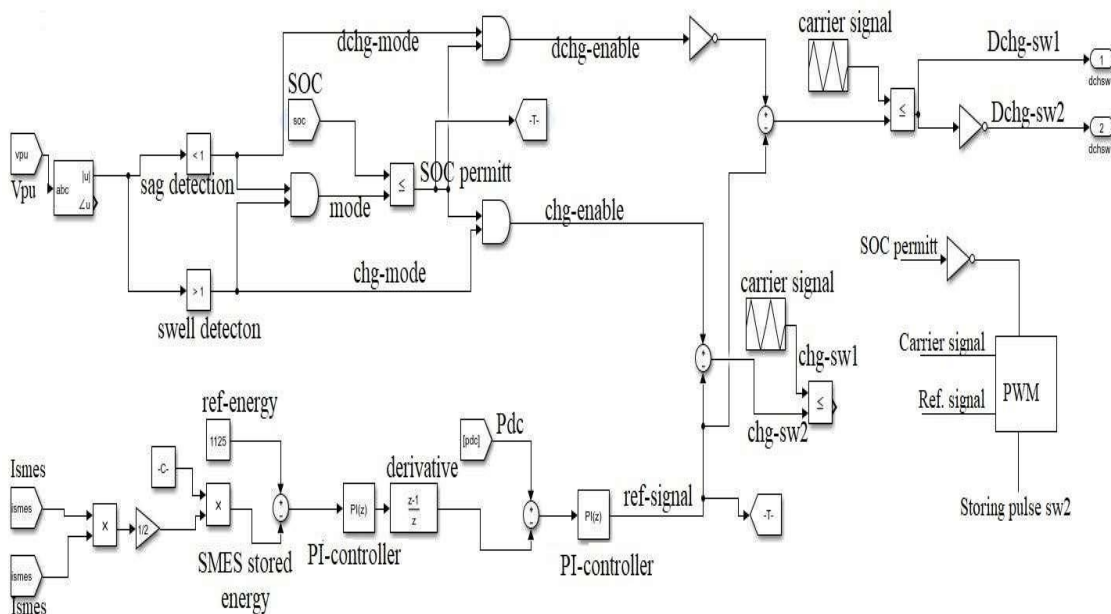 carrier signal
dchg-mode
dchg-enable
Dchg-sw1
1
dchsw
SOC
soc
-T-
≤
Dchg-sw2
2
dchsw
vpu
Vpu
abc
|u|
∠u
< 1
sag detection
≤
SOC permitt
mode
chg-enable
chg-mode
> 1
swell detecton
SOC permitt
carrier signal
chg-sw1
≤
chg-sw2
Carrier signal
Ref. signal
PWM
Storing pulse sw2
ref-energy
1125
Pdc
[pdc]
derivative
z-1
z
Ismes
ismes
-C-
x
1/2
x
PI(z)
PI-controller
PI(z)
PI-controller
ref-signal
-T-
SMES stored
energy
ismes
Ismes